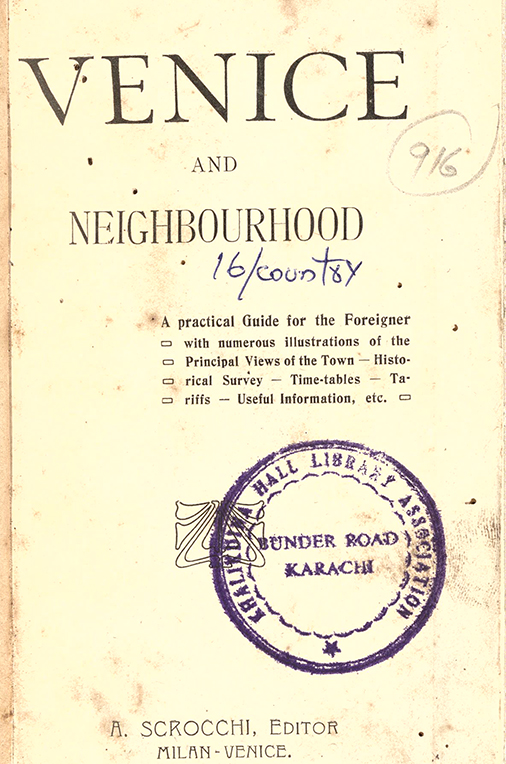 VENICE
916
AND
NEIGHBOURHOOD
16/country
A practical Guide for the Foreigner
with numerous illustrations of the
Principal Views of the Town — Histo-
rical Survey — Time-tables — Ta-
riffs — Useful Information, etc.
KHALIKDINA HALL LIBRARY ASSOCIATION
BUNDER ROAD
KARACHI
A. SCROCCHI, EDITOR
MILAN-VENICE.